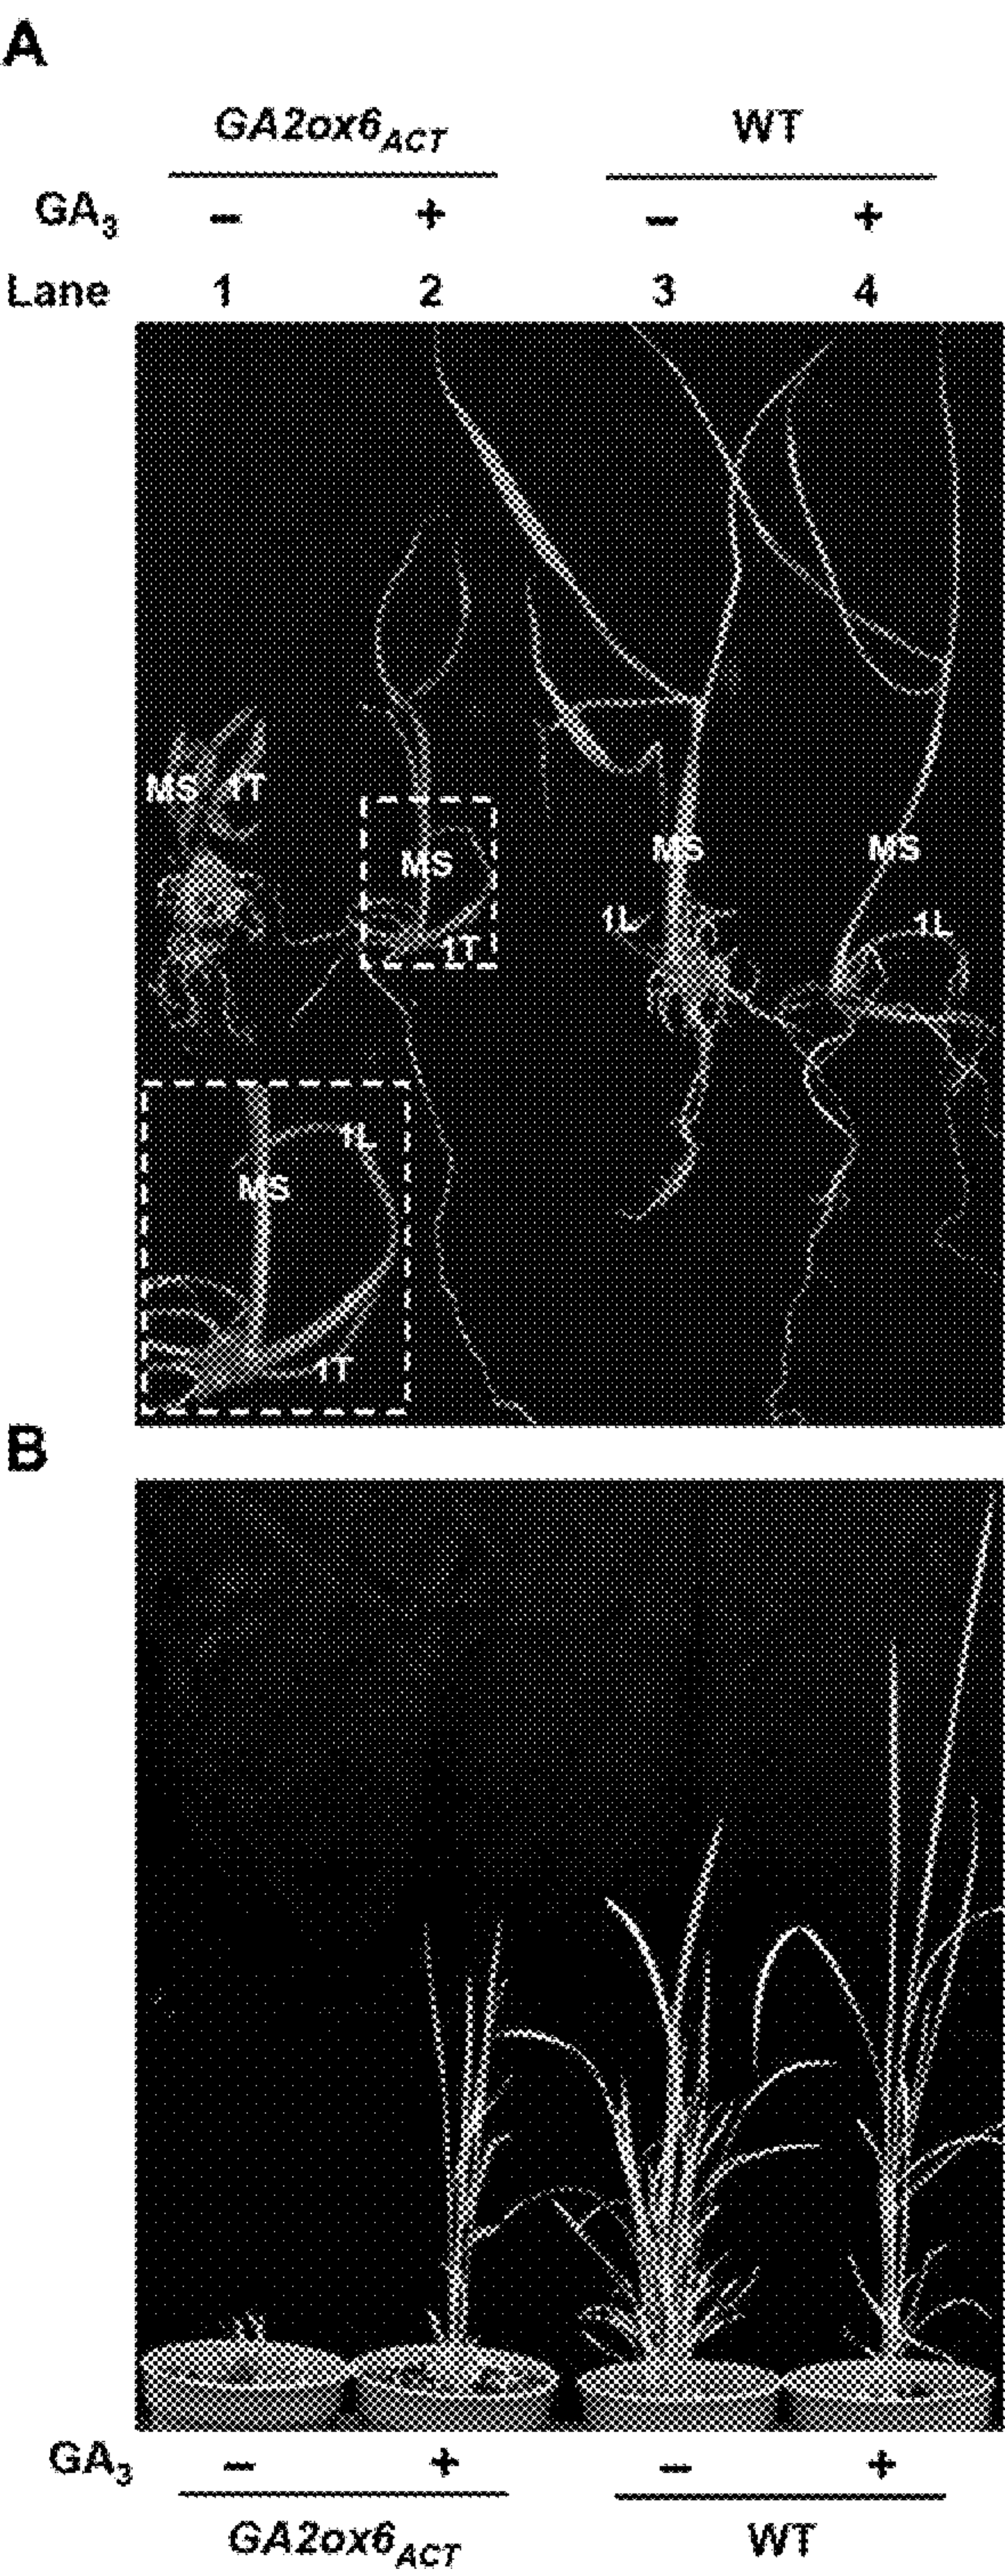 A
GA2ox6ACT WT
GA3 – + – +
Lane 1 2 3 4
MS 1T
MS
1T
MS
1L
MS
1L
1L
MS
1T
B
GA3 – + – +
GA2ox6ACT WT